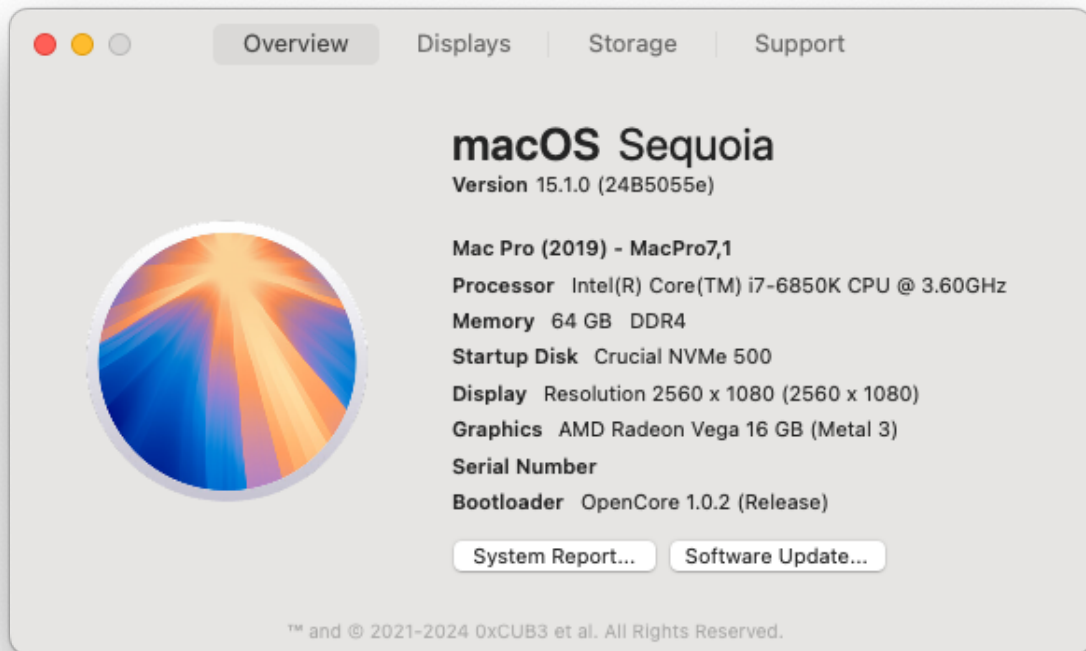 Overview Displays Storage Support
macOS Sequoia
Version 15.1.0 (24B5055e)
Mac Pro (2019) - MacPro7,1
Processor Intel(R) Core(TM) i7-6850K CPU @ 3.60GHz
Memory 64 GB DDR4
Startup Disk Crucial NVMe 500
Display Resolution 2560 x 1080 (2560 x 1080)
Graphics AMD Radeon Vega 16 GB (Metal 3)
Serial Number
Bootloader OpenCore 1.0.2 (Release)
System Report... Software Update...
™ and © 2021-2024 0xCUB3 et al. All Rights Reserved.